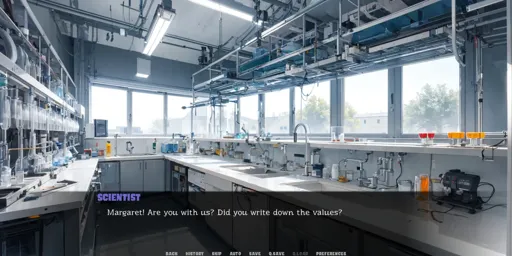 SCIENTIST
Margaret! Are you with us? Did you write down the values?
BACK HISTORY SKIP AUTO SAVE Q.SAVE Q.LOAD PREFERENCES